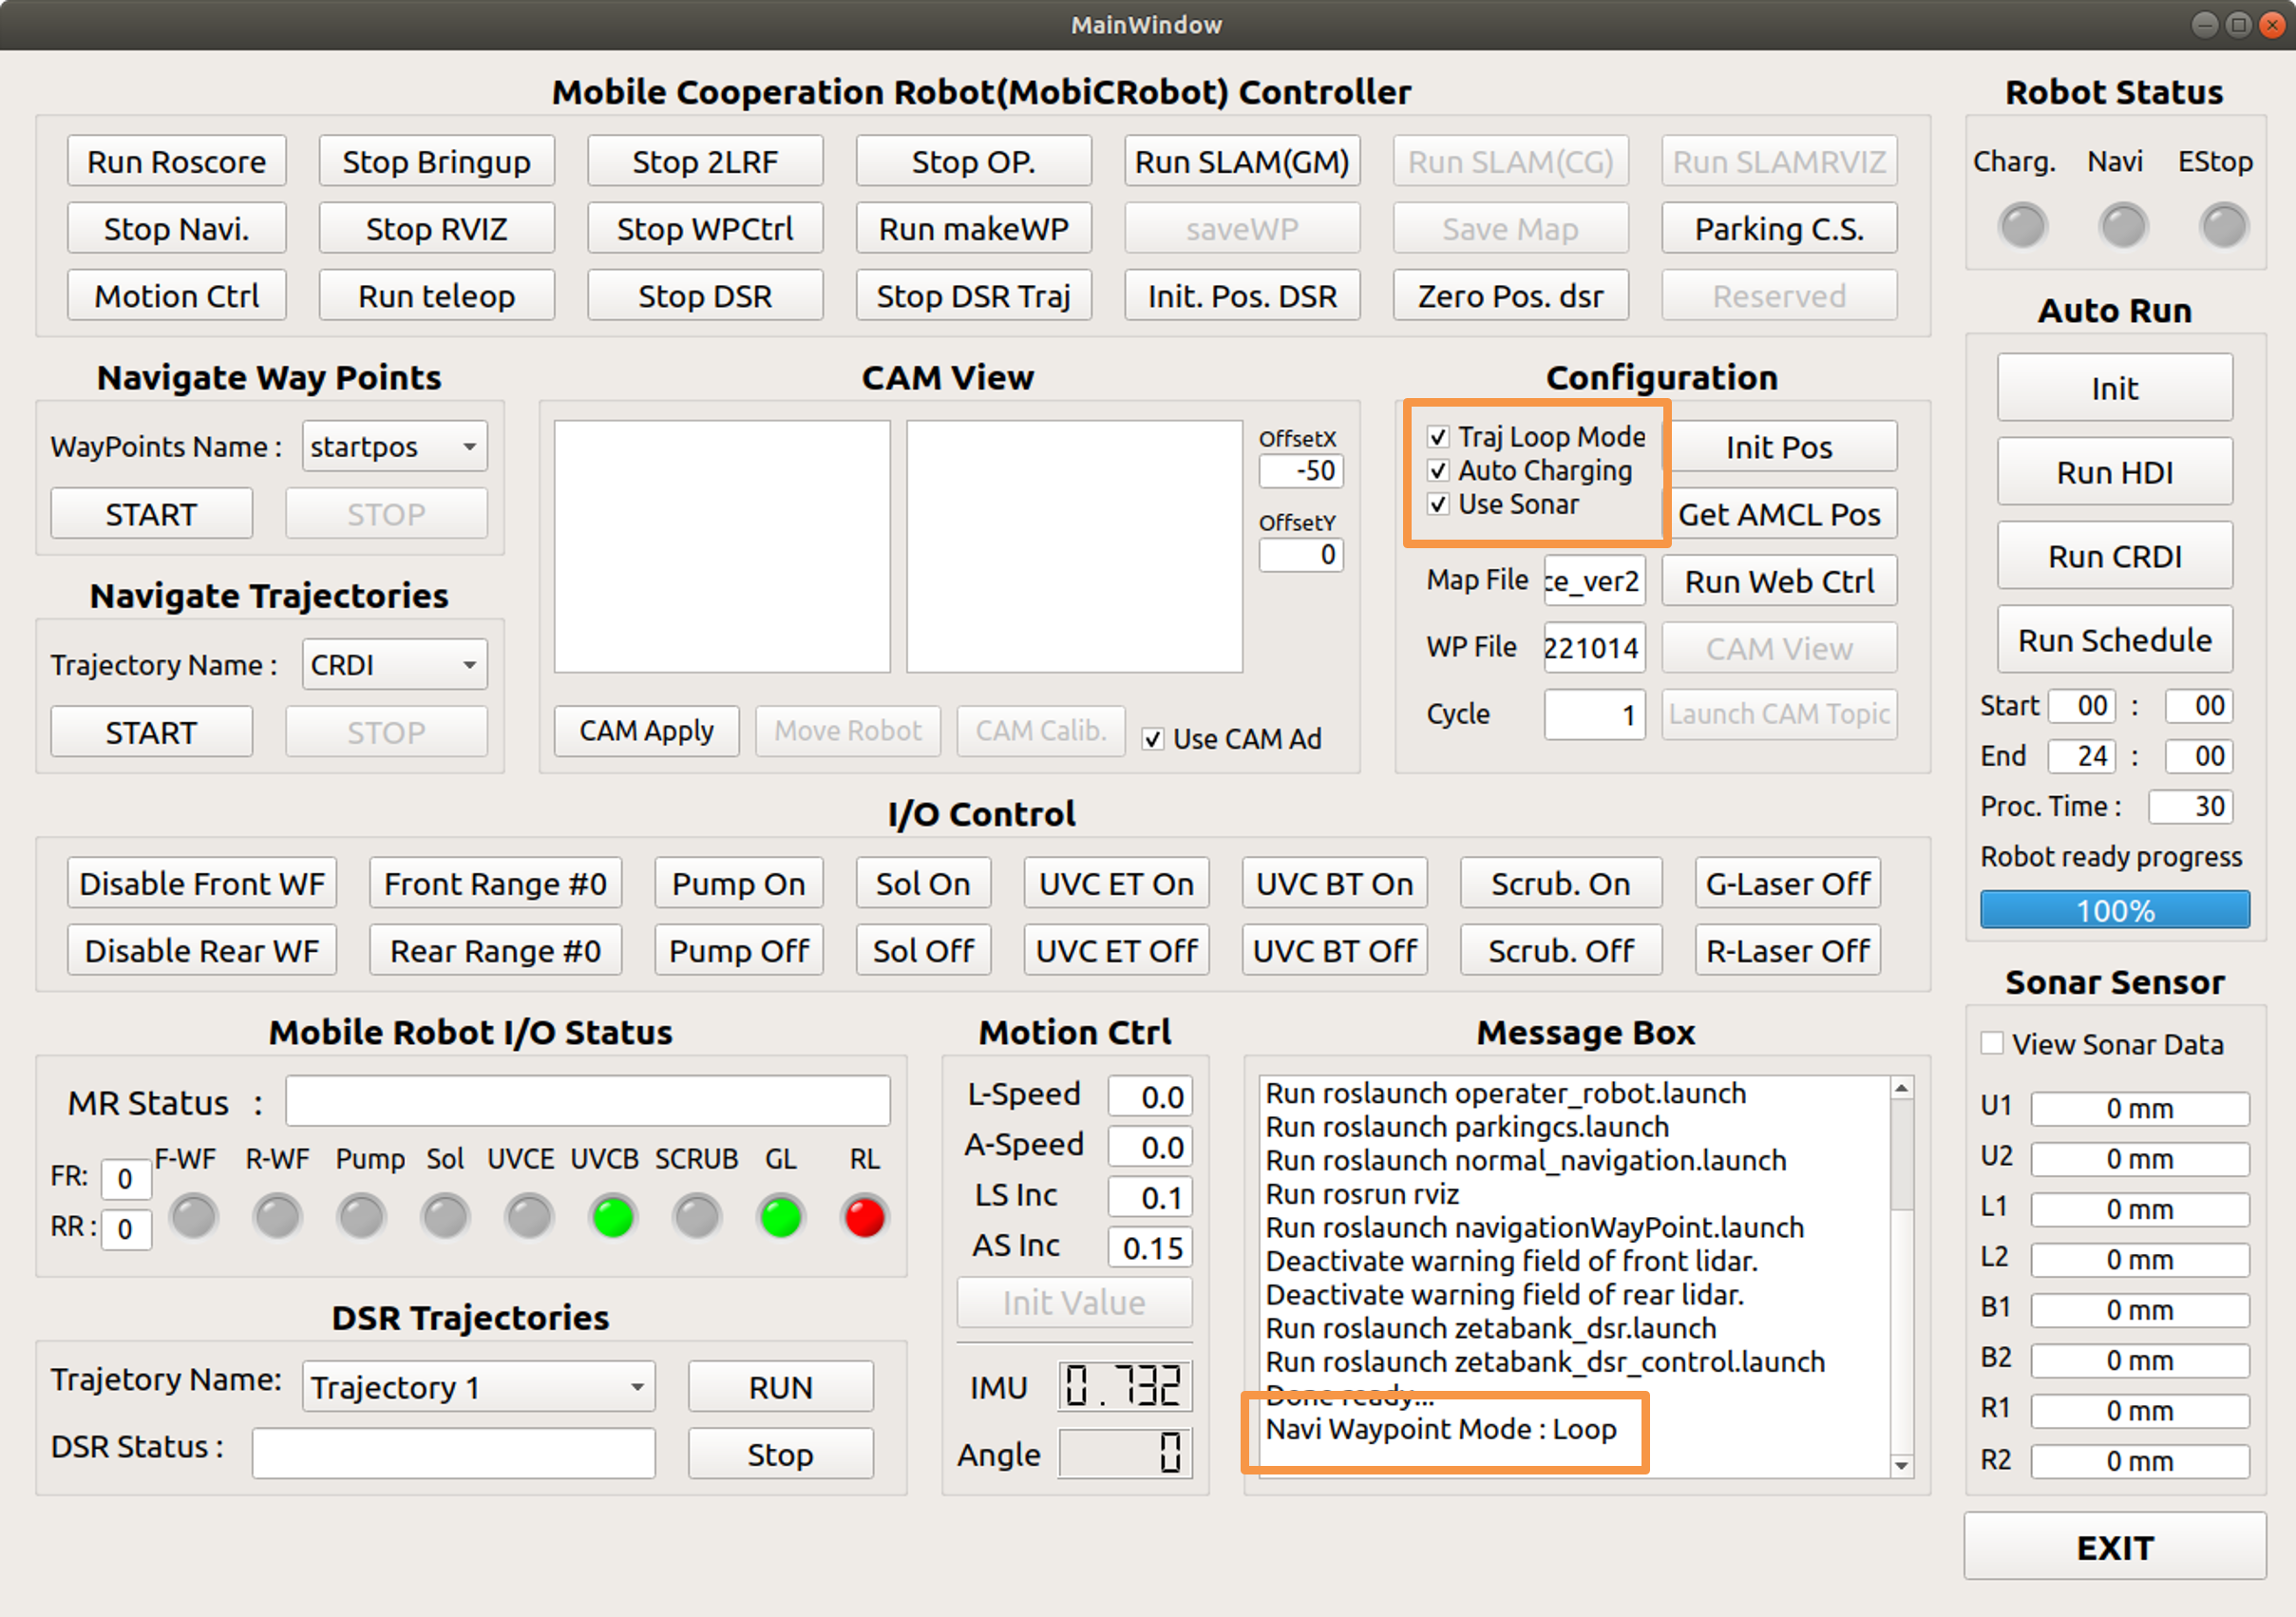 MainWindow
Mobile Cooperation Robot(MobiCRobot) Controller
Run Roscore Stop Bringup Stop 2LRF Stop OP. Run SLAM(GM) Run SLAM(CG) Run SLAMRVIZ
Stop Navi. Stop RVIZ Stop WPCtrl Run makeWP saveWP Save Map Parking C.S.
Motion Ctrl Run teleop Stop DSR Stop DSR Traj Init. Pos. DSR Zero Pos. dsr Reserved
Robot Status
Charg. Navi EStop
Navigate Way Points
WayPoints Name : startpos
START STOP
Navigate Trajectories
Trajectory Name : CRDI
START STOP
CAM View
OffsetX
-50
OffsetY
0
CAM Apply Move Robot CAM Calib. Use CAM Ad
Configuration
Traj Loop Mode
Auto Charging
Use Sonar
Init Pos
Get AMCL Pos
Map File ce_ver2 Run Web Ctrl
WP File 221014 CAM View
Cycle 1 Launch CAM Topic
Auto Run
Init
Run HDI
Run CRDI
Run Schedule
Start 00 : 00
End 24 : 00
Proc. Time : 30
Robot ready progress
100%
I/O Control
Disable Front WF Front Range #0 Pump On Sol On UVC ET On UVC BT On Scrub. On G-Laser Off
Disable Rear WF Rear Range #0 Pump Off Sol Off UVC ET Off UVC BT Off Scrub. Off R-Laser Off
Mobile Robot I/O Status
MR Status :
F-WF R-WF Pump Sol UVCE UVCB SCRUB GL RL
FR: 0
RR : 0
DSR Trajectories
Trajetory Name: Trajectory 1 RUN
DSR Status : Stop
Motion Ctrl
L-Speed 0.0
A-Speed 0.0
LS Inc 0.1
AS Inc 0.15
Init Value
IMU 0.732
Angle 0
Message Box
Run roslaunch operater_robot.launch
Run roslaunch parkingcs.launch
Run roslaunch normal_navigation.launch
Run rosrun rviz
Run roslaunch navigationWayPoint.launch
Deactivate warning field of front lidar.
Deactivate warning field of rear lidar.
Run roslaunch zetabank_dsr.launch
Run roslaunch zetabank_dsr_control.launch
Done ready...
Navi Waypoint Mode : Loop
Sonar Sensor
View Sonar Data
U1 0 mm
U2 0 mm
L1 0 mm
L2 0 mm
B1 0 mm
B2 0 mm
R1 0 mm
R2 0 mm
EXIT